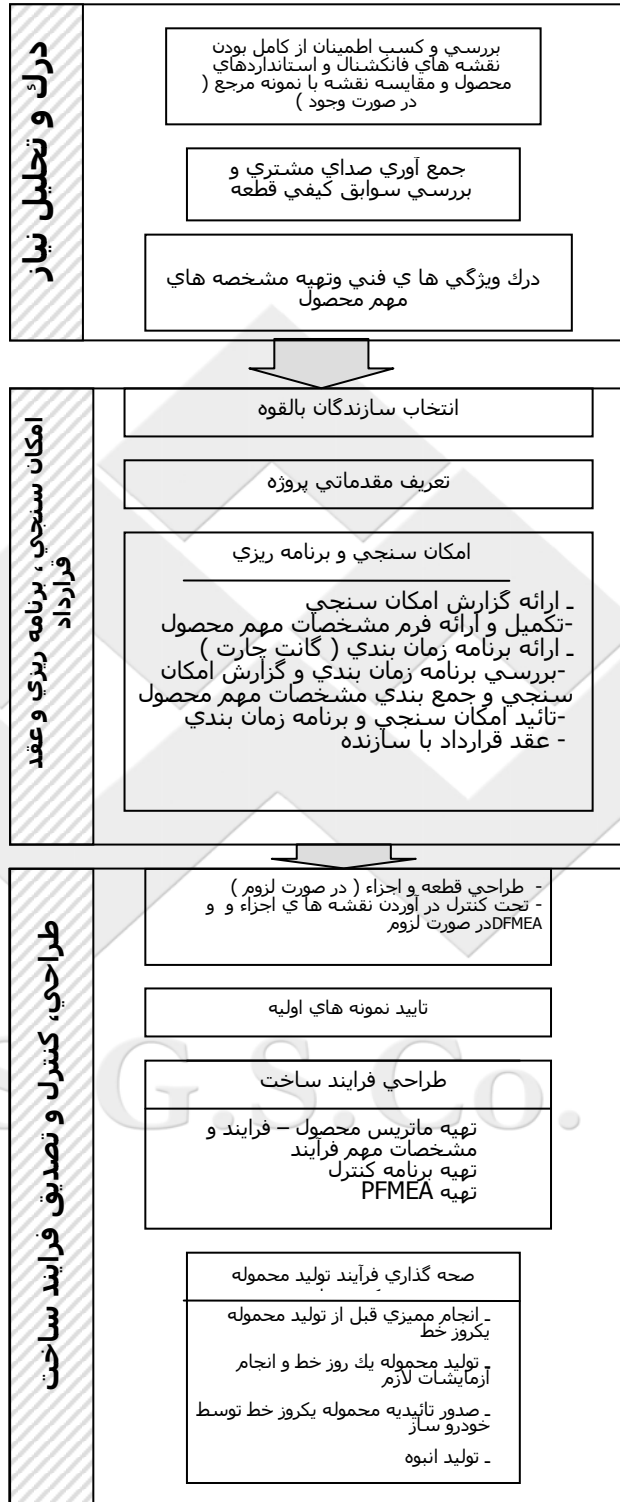 درك و تحليل نياز
بررسي و كسب اطمينان از كامل بودن
نقشه هاي فانكشنال و استانداردهاي
محصول و مقايسه نقشه با نمونه مرجع (
در صورت وجود )
جمع آوري صداي مشتري و
بررسي سوابق كيفي قطعه
درك ويژگي ها ي فني وتهيه مشخصه هاي
مهم محصول
امكان سنجي ، برنامه ريزي وعقد
قرارداد
انتخاب سازندگان بالقوه
تعريف مقدماتي پروژه
امكان سنجي و برنامه ريزي
ـ ارائه گزارش امكان سنجي
-تكميل و ارائه فرم مشخصات مهم محصول
ـ ارائه برنامه زمان بندي ( گانت چارت )
-بررسي برنامه زمان بندي و گزارش امكان
سنجي و جمع بندي مشخصات مهم محصول
-تائيد امكان سنجي و برنامه زمان بندي
- عقد قرارداد با سازنده
طراحي، كنترل و تصديق فرايند ساخت
- طراحي قطعه و اجزاء ( در صورت لزوم )
- تحت كنترل در آوردن نقشه ها ي اجزاء و و
DFMEAدر صورت لزوم
تاييد نمونه هاي اوليه
طراحي فرايند ساخت
تهيه ماتريس محصول – فرايند و
مشخصات مهم فرآيند
تهيه برنامه كنترل
تهيه PFMEA
صحه گذاري فرآيند توليد محموله
ـ انجام مميزي قبل از توليد محموله
يكروز خط
ـ توليد محموله يك روز خط و انجام
آزمايشات لازم
ـ صدور تائيديه محموله يكروز خط توسط
خودرو ساز
ـ توليد انبوه
G.S.Co.